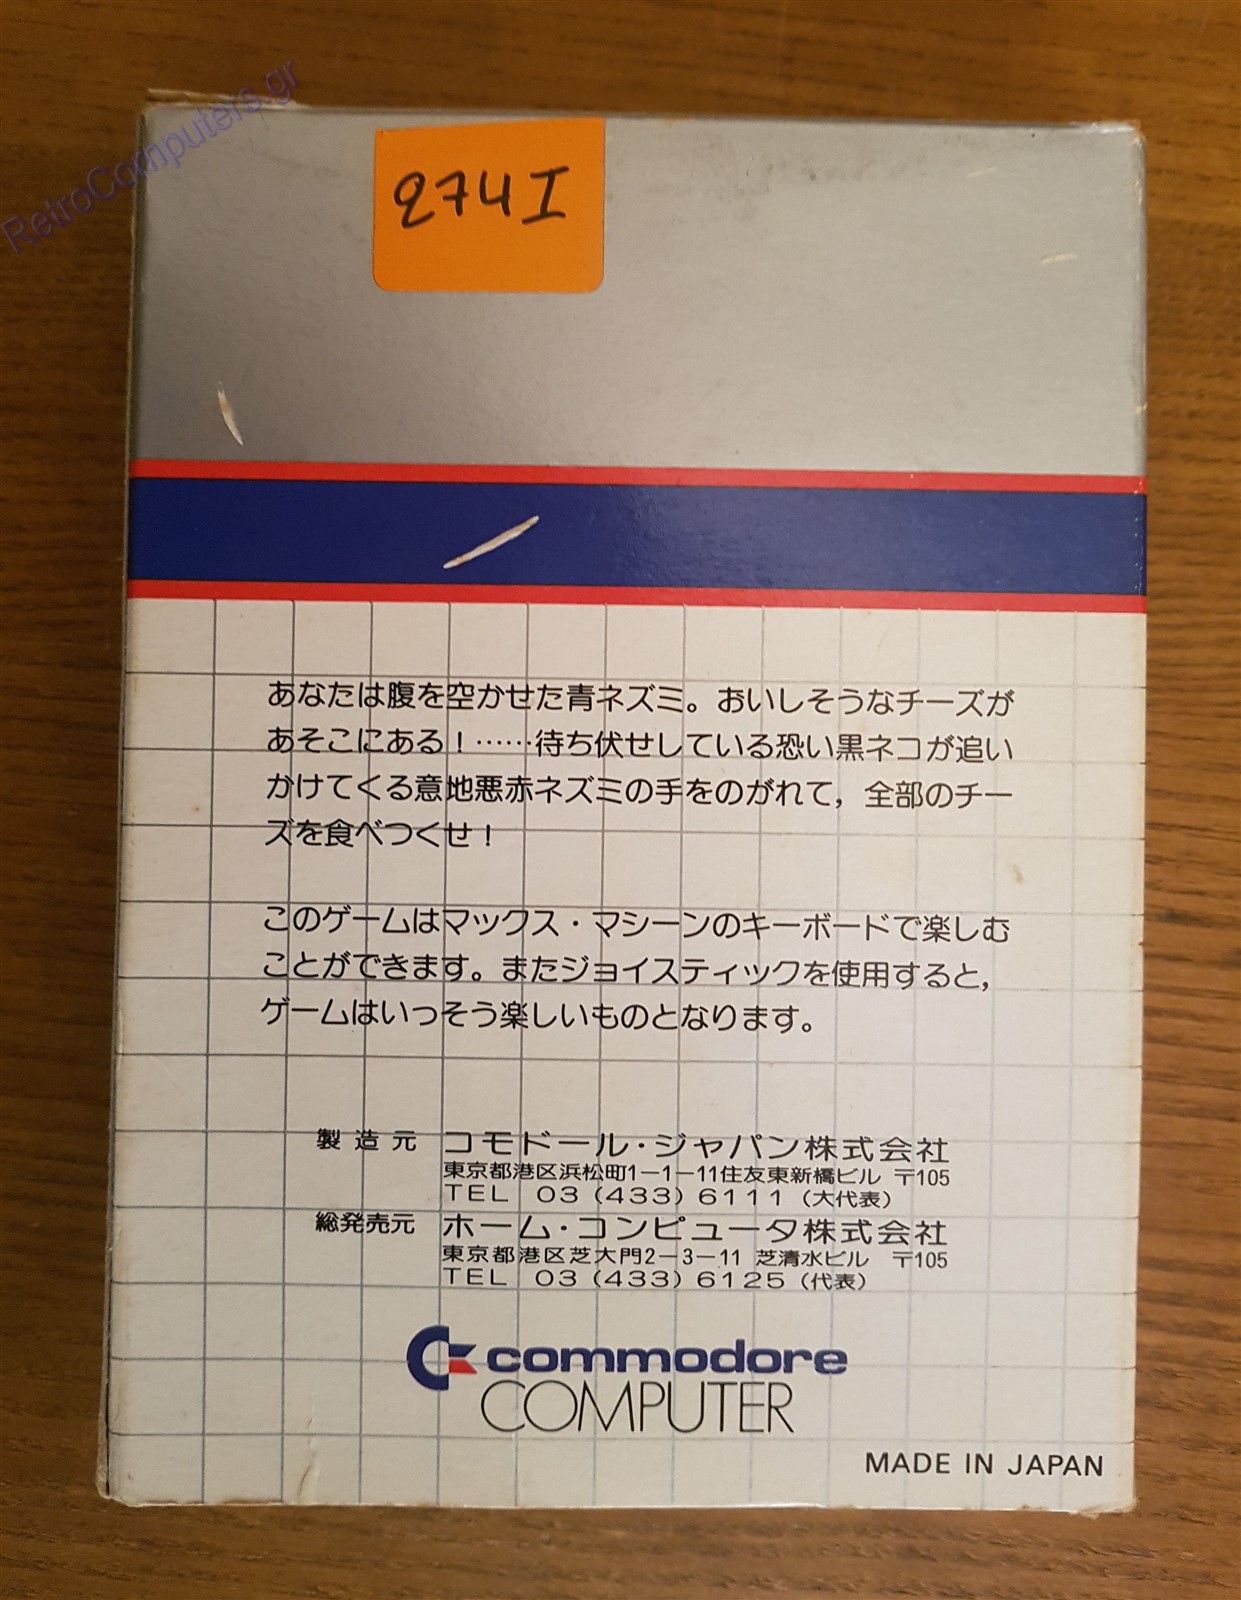 RetroComputers.gr
274I
あなたは腹を空かせた青ネズミ。おいしそうなチーズが
あそこにある！……待ち伏せしている恐い黒ネコが追い
かけてくる意地悪赤ネズミの手をのがれて，全部のチー
ズを食べつくせ！
このゲームはマックス・マシーンのキーボードで楽しむ
ことができます。またジョイスティックを使用すると，
ゲームはいっそう楽しいものとなります。
製造元 コモドール・ジャパン株式会社
東京都港区浜松町1－1－11住友東新橋ビル 〒105
TEL 03（433）6111（大代表）
総発売元 ホーム・コンピュータ株式会社
東京都港区芝大門2－3－11 芝清水ビル 〒105
TEL 03（433）6125（代表）
commodore
COMPUTER
MADE IN JAPAN